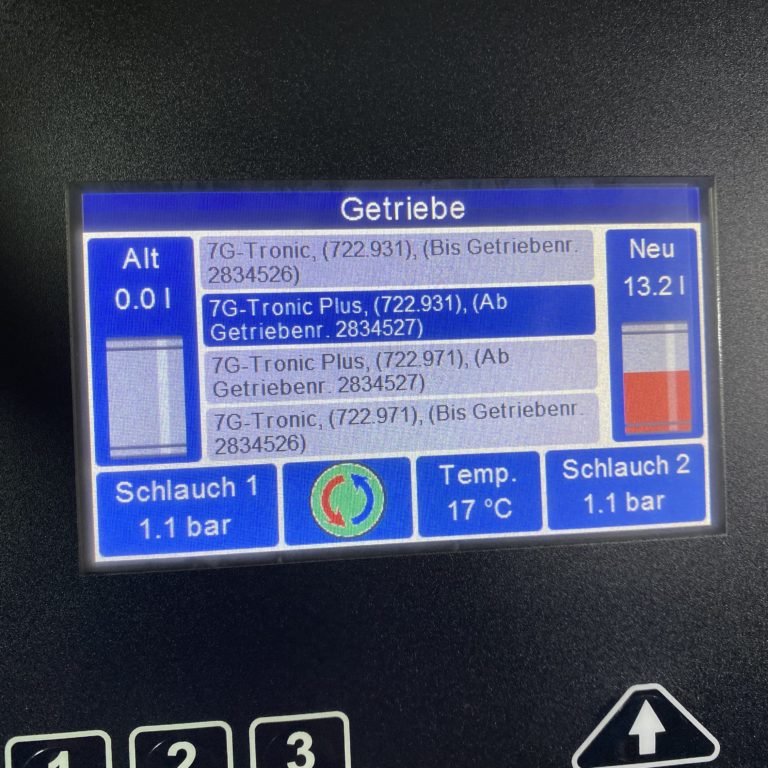 Getriebe
Alt
0.0 l
7G-Tronic, (722.931), (Bis Getriebenr.
2834526)
7G-Tronic Plus, (722.931), (Ab
Getriebenr. 2834527)
7G-Tronic Plus, (722.971), (Ab
Getriebenr. 2834527)
7G-Tronic, (722.971), (Bis Getriebenr.
2834526)
Neu
13.2 l
Schlauch 1
1.1 bar
Temp.
17 °C
Schlauch 2
1.1 bar
1
2
3